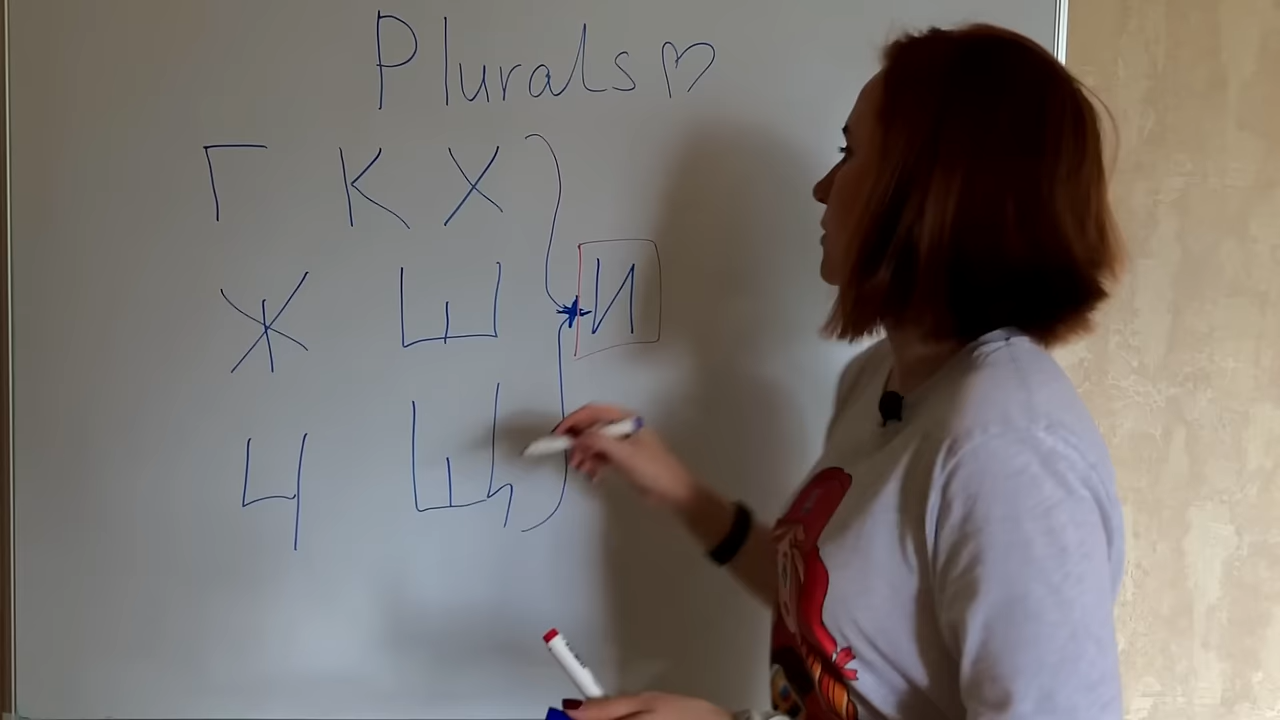 Plurals♡
Г К Х
Ж Ш И
Ч Щ